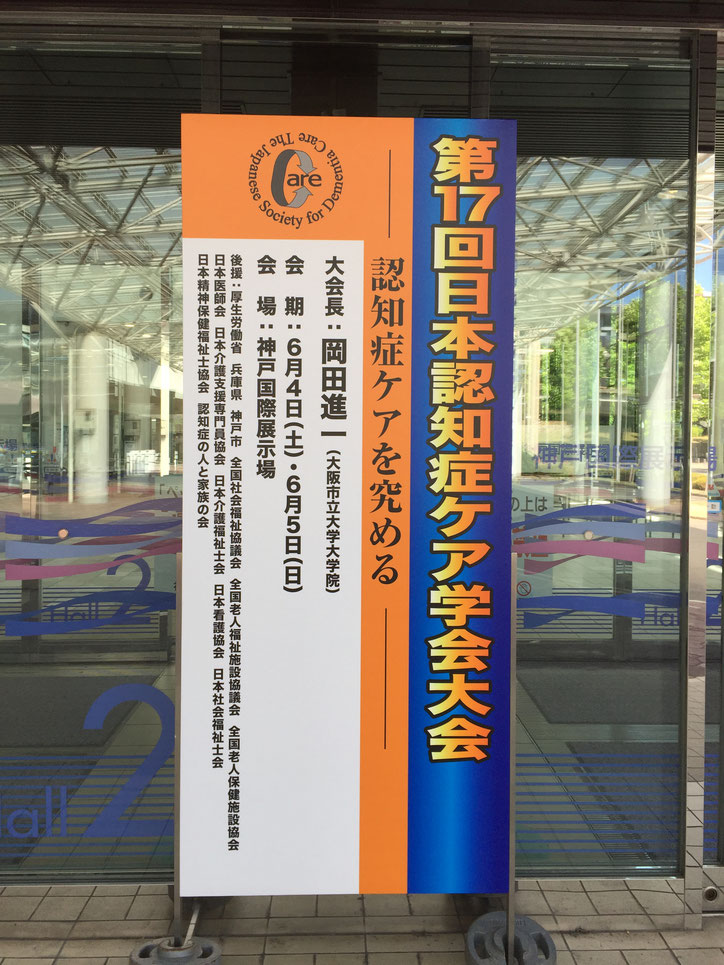 第17回日本認知症ケア学会大会
認知症ケアを究める
The Japanese Society for Dementia Care
Care
大会長：岡田進一（大阪市立大学大学院）
会　期：6月4日（土）・6月5日（日）
会　場：神戸国際展示場
後援：厚生労働省　兵庫県　神戸市　全国社会福祉協議会　全国老人福祉施設協議会　全国老人保健施設協会
日本医師会　日本介護支援専門員協会　日本介護福祉士会　日本看護協会　日本社会福祉士会
日本精神保健福祉士協会　認知症の人と家族の会
Hall 2
Hall 2